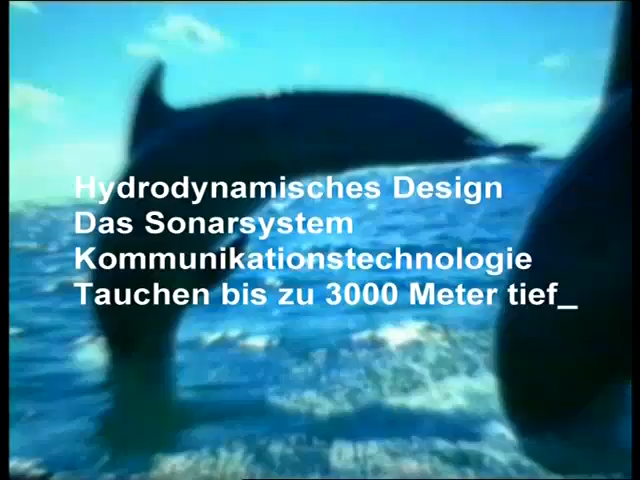 Hydrodynamisches Design
Das Sonarsystem
Kommunikationstechnologie
Tauchen bis zu 3000 Meter tief_